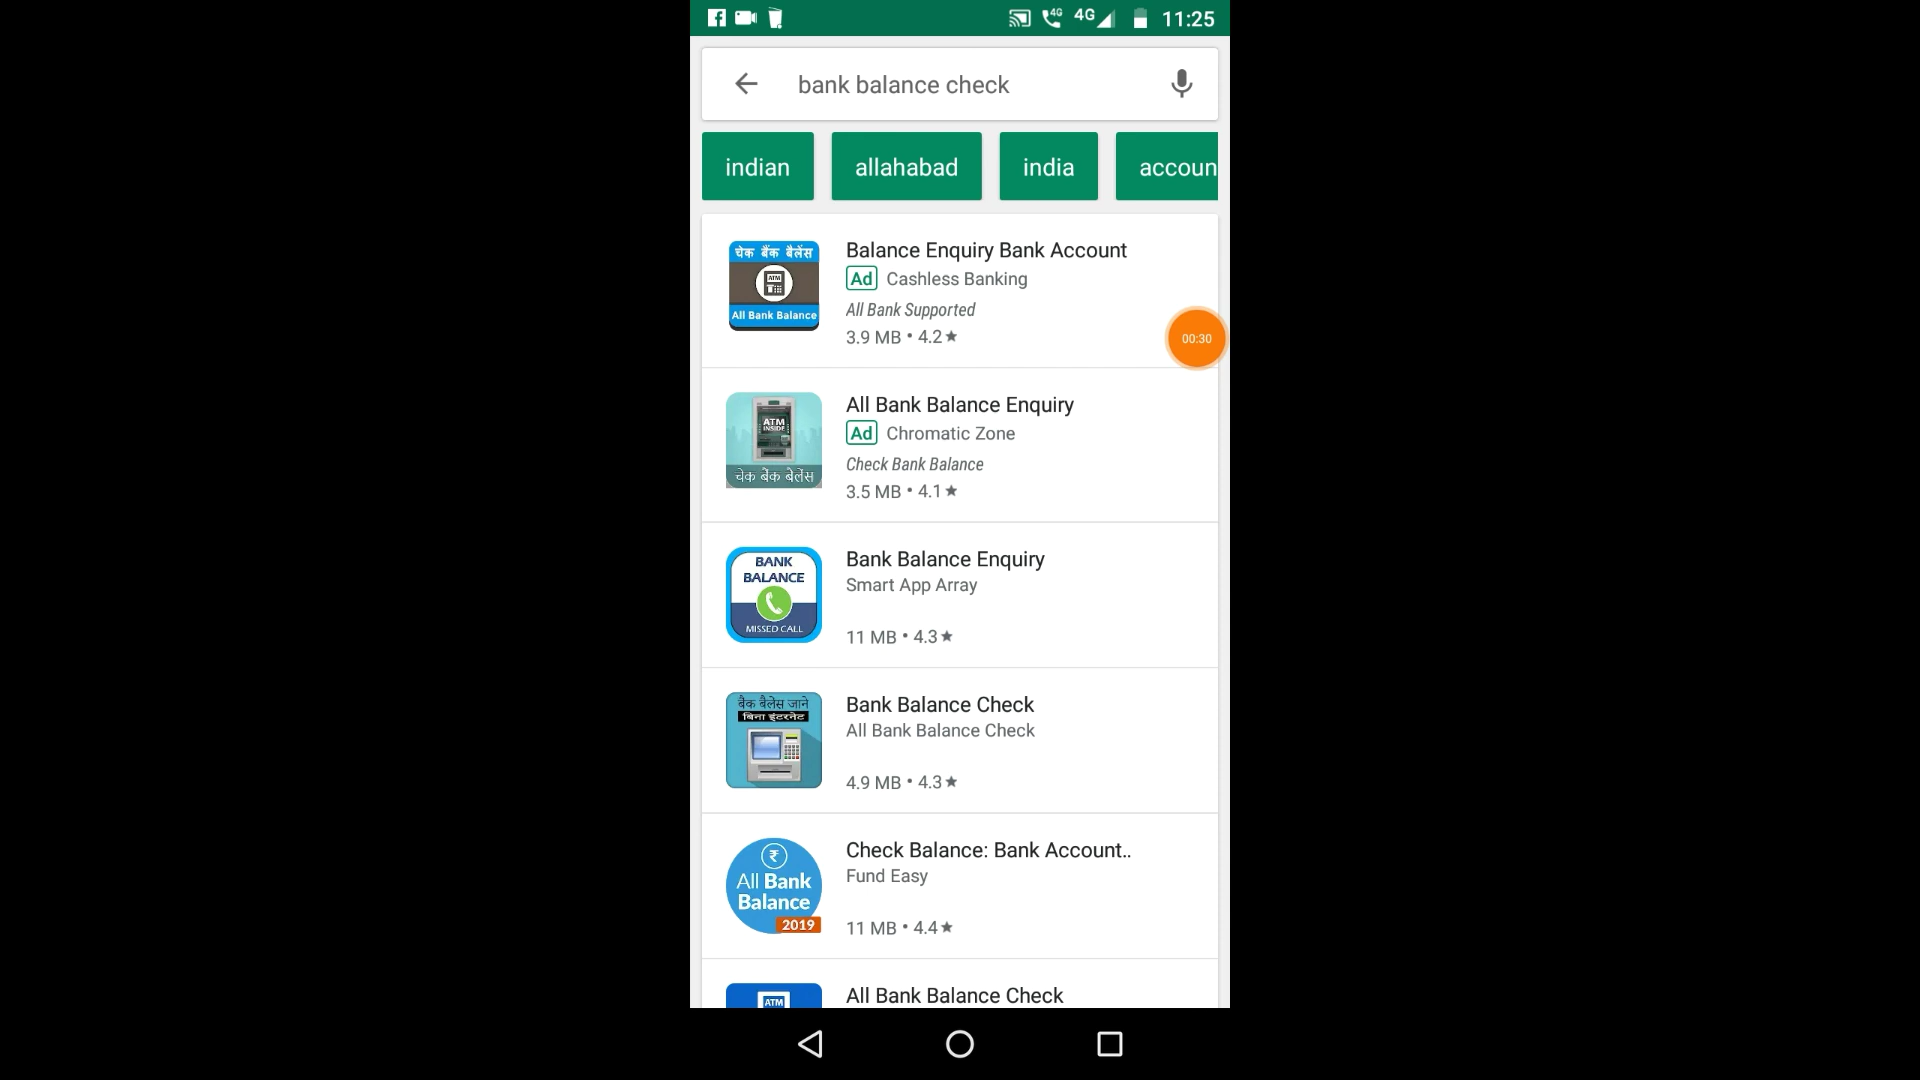 4G 4G 11:25
bank balance check
indian allahabad india accoun
चेक बैंक बैलेंस
ATM
All Bank Balance
Balance Enquiry Bank Account
Ad Cashless Banking
All Bank Supported
3.9 MB • 4.2★
00:30
ATM
INSIDE
चेक बैंक बैलेंस
All Bank Balance Enquiry
Ad Chromatic Zone
Check Bank Balance
3.5 MB • 4.1★
BANK
BALANCE
MISSED CALL
Bank Balance Enquiry
Smart App Array
11 MB • 4.3★
बैंक बैलेंस जाने
बिना इंटरनेट
Bank Balance Check
All Bank Balance Check
4.9 MB • 4.3★
₹
All Bank
Balance
2019
Check Balance: Bank Account..
Fund Easy
11 MB • 4.4★
ATM
All Bank Balance Check